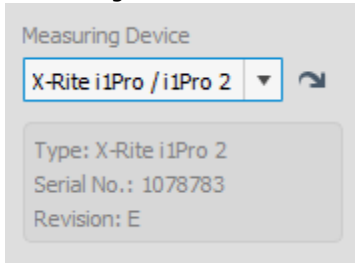 Measuring Device
X-Rite i1Pro / i1Pro 2
Type: X-Rite i1Pro 2
Serial No.: 1078783
Revision: E